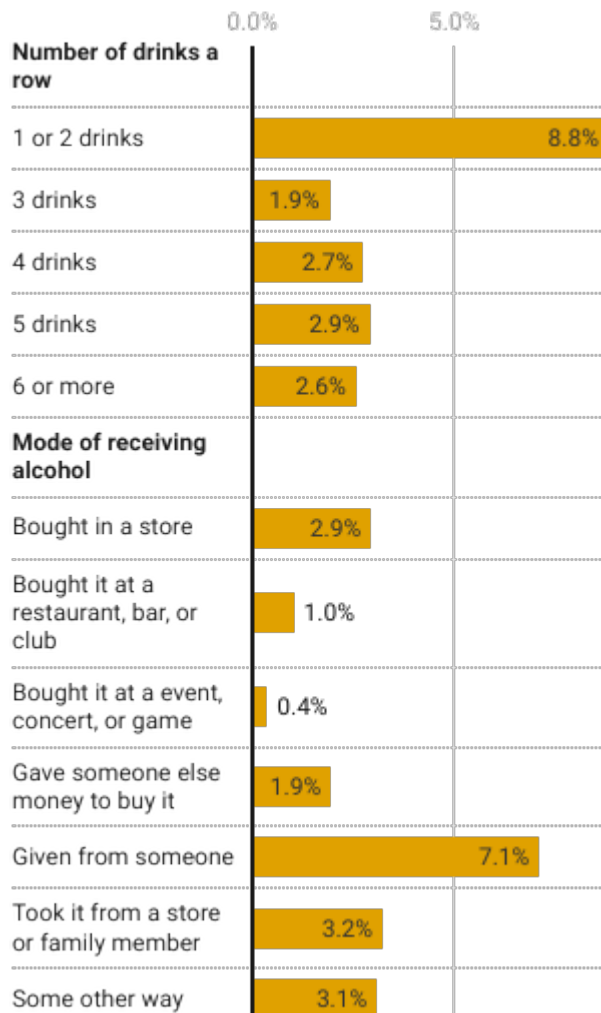 0.0% 5.0%
Number of drinks a
row
1 or 2 drinks 8.8%
3 drinks 1.9%
4 drinks 2.7%
5 drinks 2.9%
6 or more 2.6%
Mode of receiving
alcohol
Bought in a store 2.9%
Bought it at a
restaurant, bar, or 1.0%
club
Bought it at a event,
concert, or game 0.4%
Gave someone else
money to buy it 1.9%
Given from someone 7.1%
Took it from a store
or family member 3.2%
Some other way 3.1%